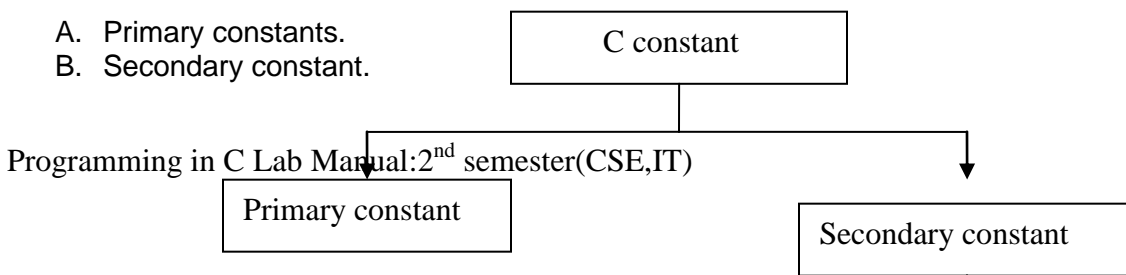 A. Primary constants.
B. Secondary constant.
C constant
Programming in C Lab Manual:2nd semester(CSE,IT)
Primary constant
Secondary constant